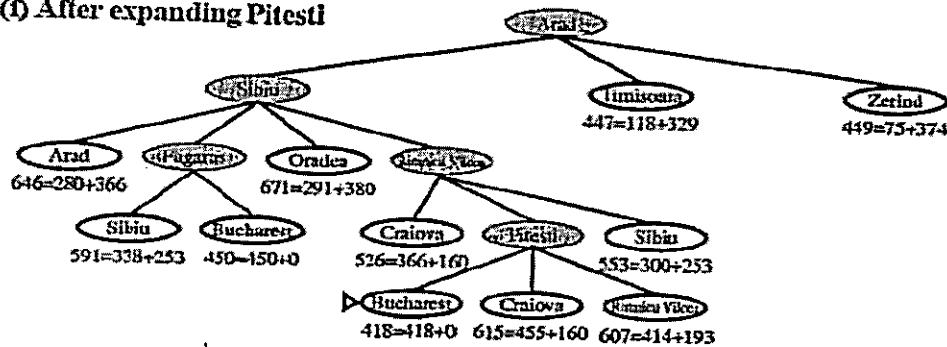 (f) After expanding Pitesti
Arad
Sibiu
Timisoara
Zerind
447=118+329
449=75+374
Arad
Fagaras
Oradea
Rimnicu Vilcea
646=280+366
671=291+380
Sibiu
Bucharest
Craiova
Pitesti
Sibiu
591=338+253
450=450+0
526=366+160
553=300+253
Bucharest
Craiova
Rimnicu Vilcea
418=418+0
615=455+160
607=414+193